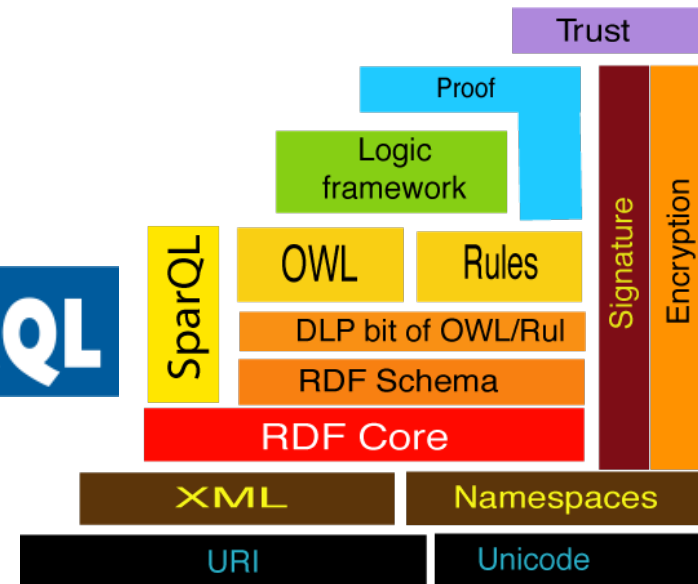 Trust
Proof
Logic
framework
Signature
Encryption
SparQL
OWL
Rules
QL
DLP bit of OWL/Rul
RDF Schema
RDF Core
XML
Namespaces
URI
Unicode